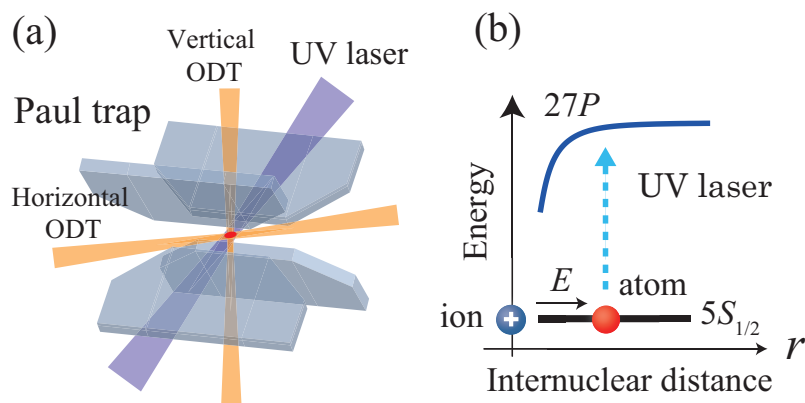 (a)
Vertical
ODT
UV laser
Paul trap
Horizontal
ODT
(b)
27P
Energy
UV laser
E
atom
ion
+
5S1/2
r
Internuclear distance